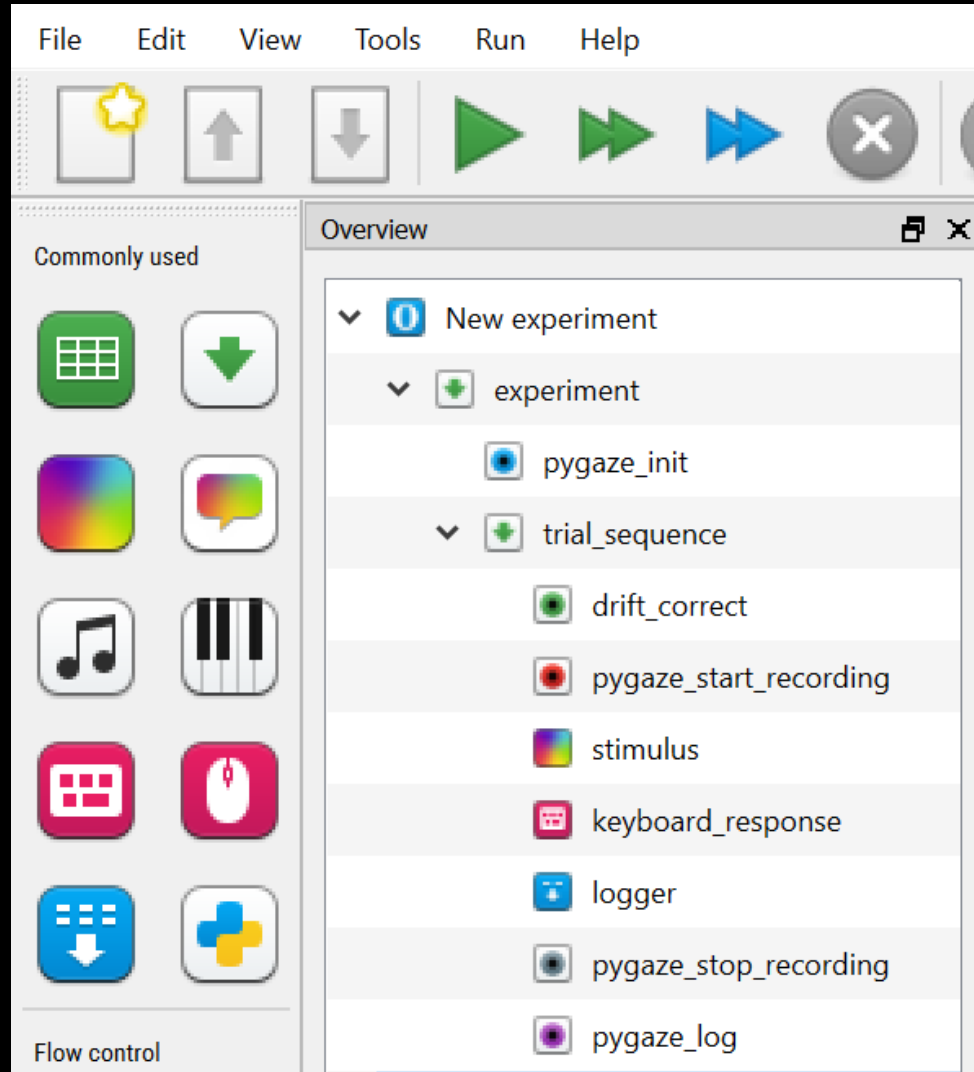 File Edit View Tools Run Help
Overview
Commonly used
New experiment
experiment
pygaze_init
trial_sequence
drift_correct
pygaze_start_recording
stimulus
keyboard_response
logger
pygaze_stop_recording
pygaze_log
Flow control